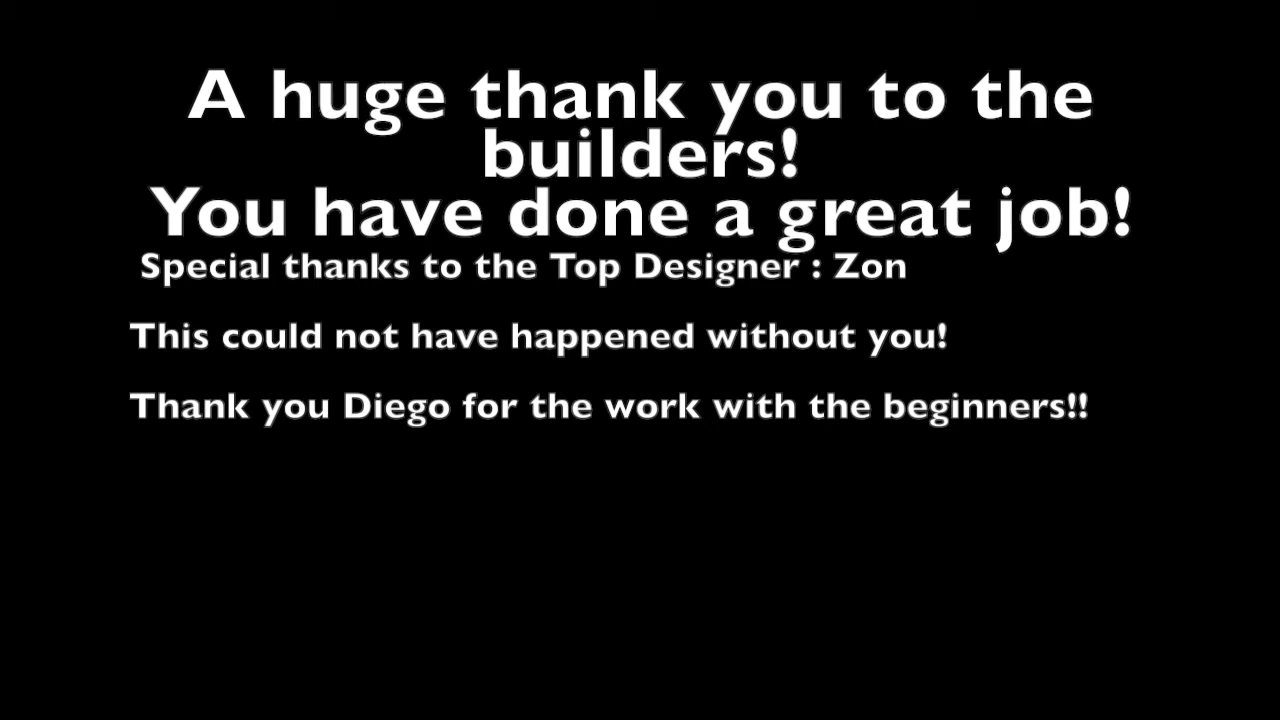 A huge thank you to the
builders!
You have done a great job!
Special thanks to the Top Designer : Zon
This could not have happened without you!
Thank you Diego for the work with the beginners!!